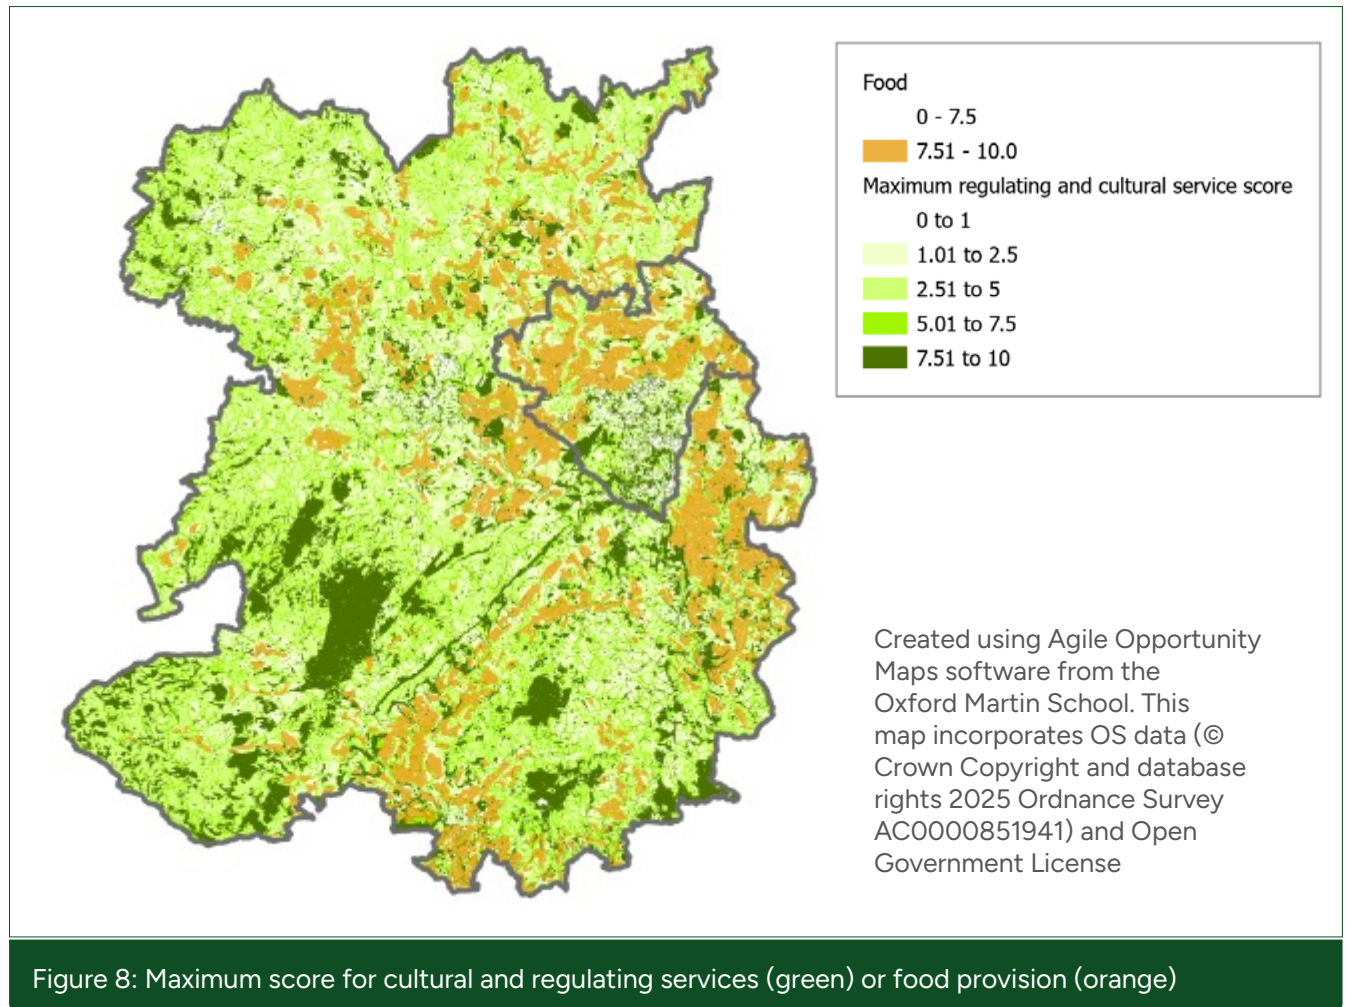 Food
0 - 7.5
7.51 - 10.0
Maximum regulating and cultural service score
0 to 1
1.01 to 2.5
2.51 to 5
5.01 to 7.5
7.51 to 10
Created using Agile Opportunity
Maps software from the
Oxford Martin School. This
map incorporates OS data (©
Crown Copyright and database
rights 2025 Ordnance Survey
AC0000851941) and Open
Government License
Figure 8: Maximum score for cultural and regulating services (green) or food provision (orange)